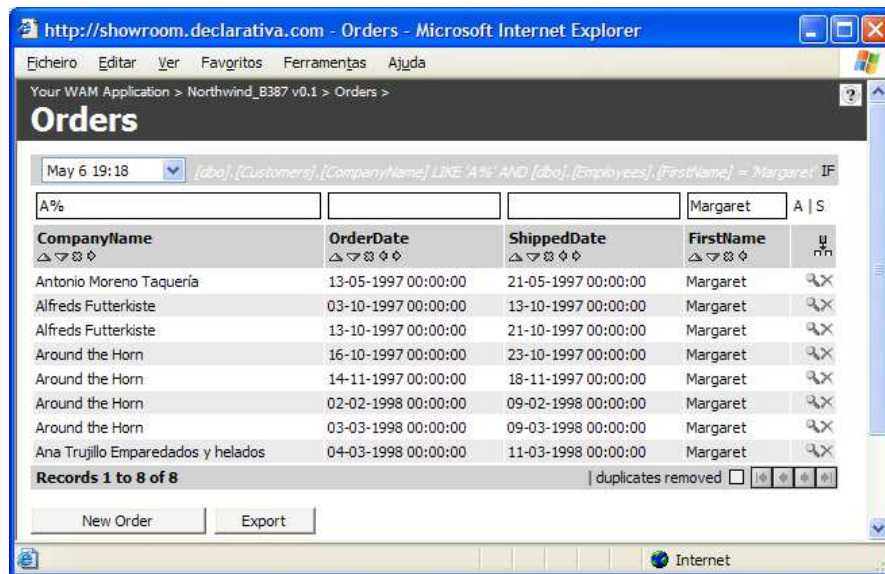 http://showroom.declarativa.com - Orders - Microsoft Internet Explorer
Ficheiro Editar Ver Favoritos Ferramentas Ajuda
Your WAM Application > Northwind_B387 v0.1 > Orders >
?
Orders
May 6 19:18 [dbo].[Customers].[CompanyName] LIKE 'A%' AND [dbo].[Employees].[FirstName] = 'Margaret' IF
A% Margaret A | S
CompanyName OrderDate ShippedDate FirstName
Antonio Moreno Taquería 13-05-1997 00:00:00 21-05-1997 00:00:00 Margaret
Alfreds Futterkiste 03-10-1997 00:00:00 13-10-1997 00:00:00 Margaret
Alfreds Futterkiste 13-10-1997 00:00:00 21-10-1997 00:00:00 Margaret
Around the Horn 16-10-1997 00:00:00 23-10-1997 00:00:00 Margaret
Around the Horn 14-11-1997 00:00:00 18-11-1997 00:00:00 Margaret
Around the Horn 02-02-1998 00:00:00 09-02-1998 00:00:00 Margaret
Around the Horn 03-03-1998 00:00:00 09-03-1998 00:00:00 Margaret
Ana Trujillo Emparedados y helados 04-03-1998 00:00:00 11-03-1998 00:00:00 Margaret
Records 1 to 8 of 8 | duplicates removed
New Order Export
Internet